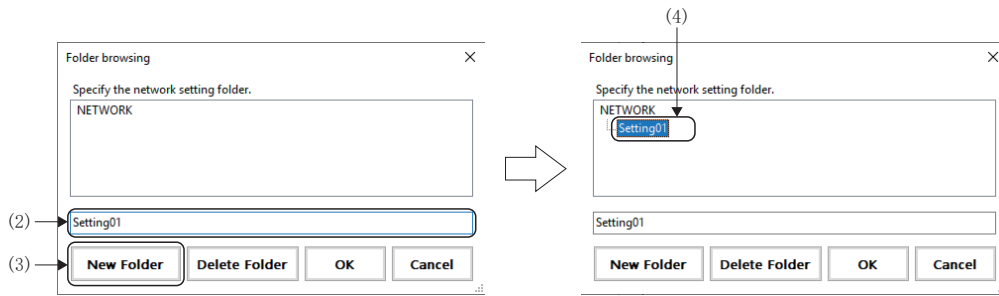 (4)
Folder browsing
Specify the network setting folder.
NETWORK
(2)
Setting01
(3)
New Folder
Delete Folder
OK
Cancel
Folder browsing
Specify the network setting folder.
NETWORK
Setting01
Setting01
New Folder
Delete Folder
OK
Cancel